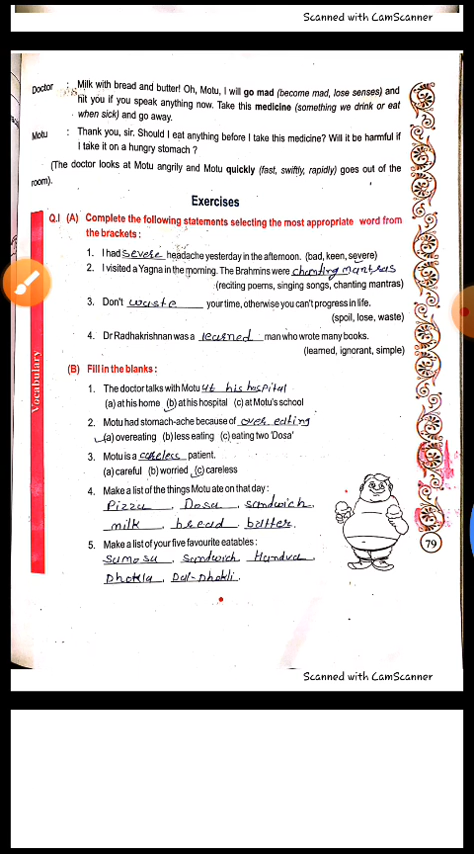 Scanned with CamScanner
Doctor : Milk with bread and butter! Oh, Motu, I will go mad (become mad, lose senses) and
hit you if you speak anything now. Take this medicine (something we drink or eat
when sick) and go away.
Motu : Thank you, sir. Should I eat anything before I take this medicine? Will it be harmful if
I take it on a hungry stomach ?
(The doctor looks at Motu angrily and Motu quickly (fast, swiftly, rapidly) goes out of the
room).
Exercises
Q.I (A) Complete the following statements selecting the most appropriate word from
the brackets :
1. I had severe headache yesterday in the afternoon. (bad, keen, severe)
2. I visited a Yagna in the morning. The Brahmins were chanting mantras
(reciting poems, singing songs, chanting mantras)
3. Don't waste your time, otherwise you can't progress in life.
(spoil, lose, waste)
4. Dr Radhakrishnan was a learned man who wrote many books.
(learned, ignorant, simple)
Vocabulary
(B) Fill in the blanks :
1. The doctor talks with Motu at his hospital
(a) at his home (b) at his hospital (c) at Motu's school
2. Motu had stomach-ache because of over eating
(a) overeating (b) less eating (c) eating two 'Dosa'
3. Motu is a careless patient.
(a) careful (b) worried (c) careless
4. Make a list of the things Motu ate on that day :
Pizza, Dosa, sandwich,
milk, bread, butter.
5. Make a list of your five favourite eatables :
Samosa, Sandwich, Handva,
Dhokla, Dal-Dhokli.
79
Scanned with CamScanner